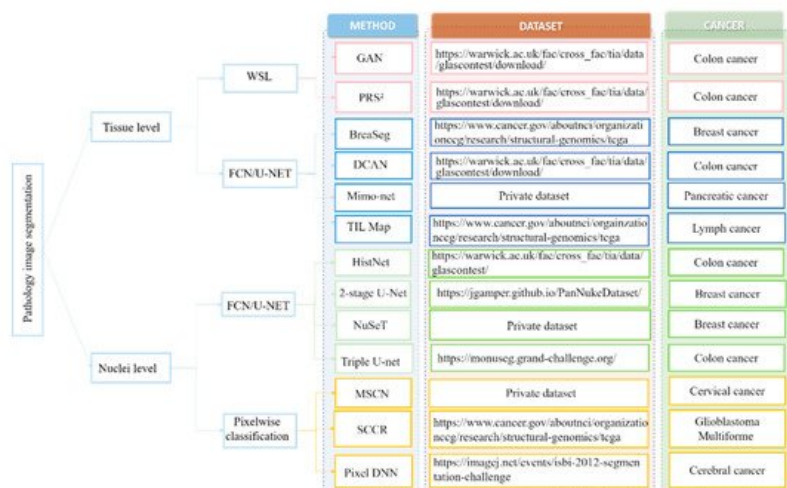 METHOD
DATASET
CANCER
Pathology image segmentation
Tissue level
WSL
GAN
https://warwick.ac.uk/fac/cross_fac/tia/data
/glascontest/download/
Colon cancer
PRS²
https://warwick.ac.uk/fac/cross_fac/tia/data/
glascontest/download/
Colon cancer
FCN/U-NET
BreaSeg
https://www.cancer.gov/aboutnci/organizati
onccg/research/structural-genomics/tcga
Breast cancer
DCAN
https://warwick.ac.uk/fac/cross_fac/tia/data/
glascontest/download/
Colon cancer
Mimo-net
Private dataset
Pancreatic cancer
TIL Map
https://www.cancer.gov/aboutnci/orgainzatio
nccg/research/structural-genomics/tcga
Lymph cancer
Nuclei level
FCN/U-NET
HistNet
https://warwick.ac.uk/fac/cross_fac/tia/data/
glascontest/
Colon cancer
2-stage U-Net
https://jgamper.github.io/PanNukeDataset/
Breast cancer
NuSeT
Private dataset
Breast cancer
Triple U-net
https://monuseg.grand-challenge.org/
Colon cancer
Pixelwise
classification
MSCN
Private dataset
Cervical cancer
SCCR
https://www.cancer.gov/aboutnci/organizatio
nccg/research/structural-genomics/tcga
Glioblastoma
Multiforme
Pixel DNN
https://imagej.net/events/isbi-2012-segmen
tation-challenge
Cerebral cancer